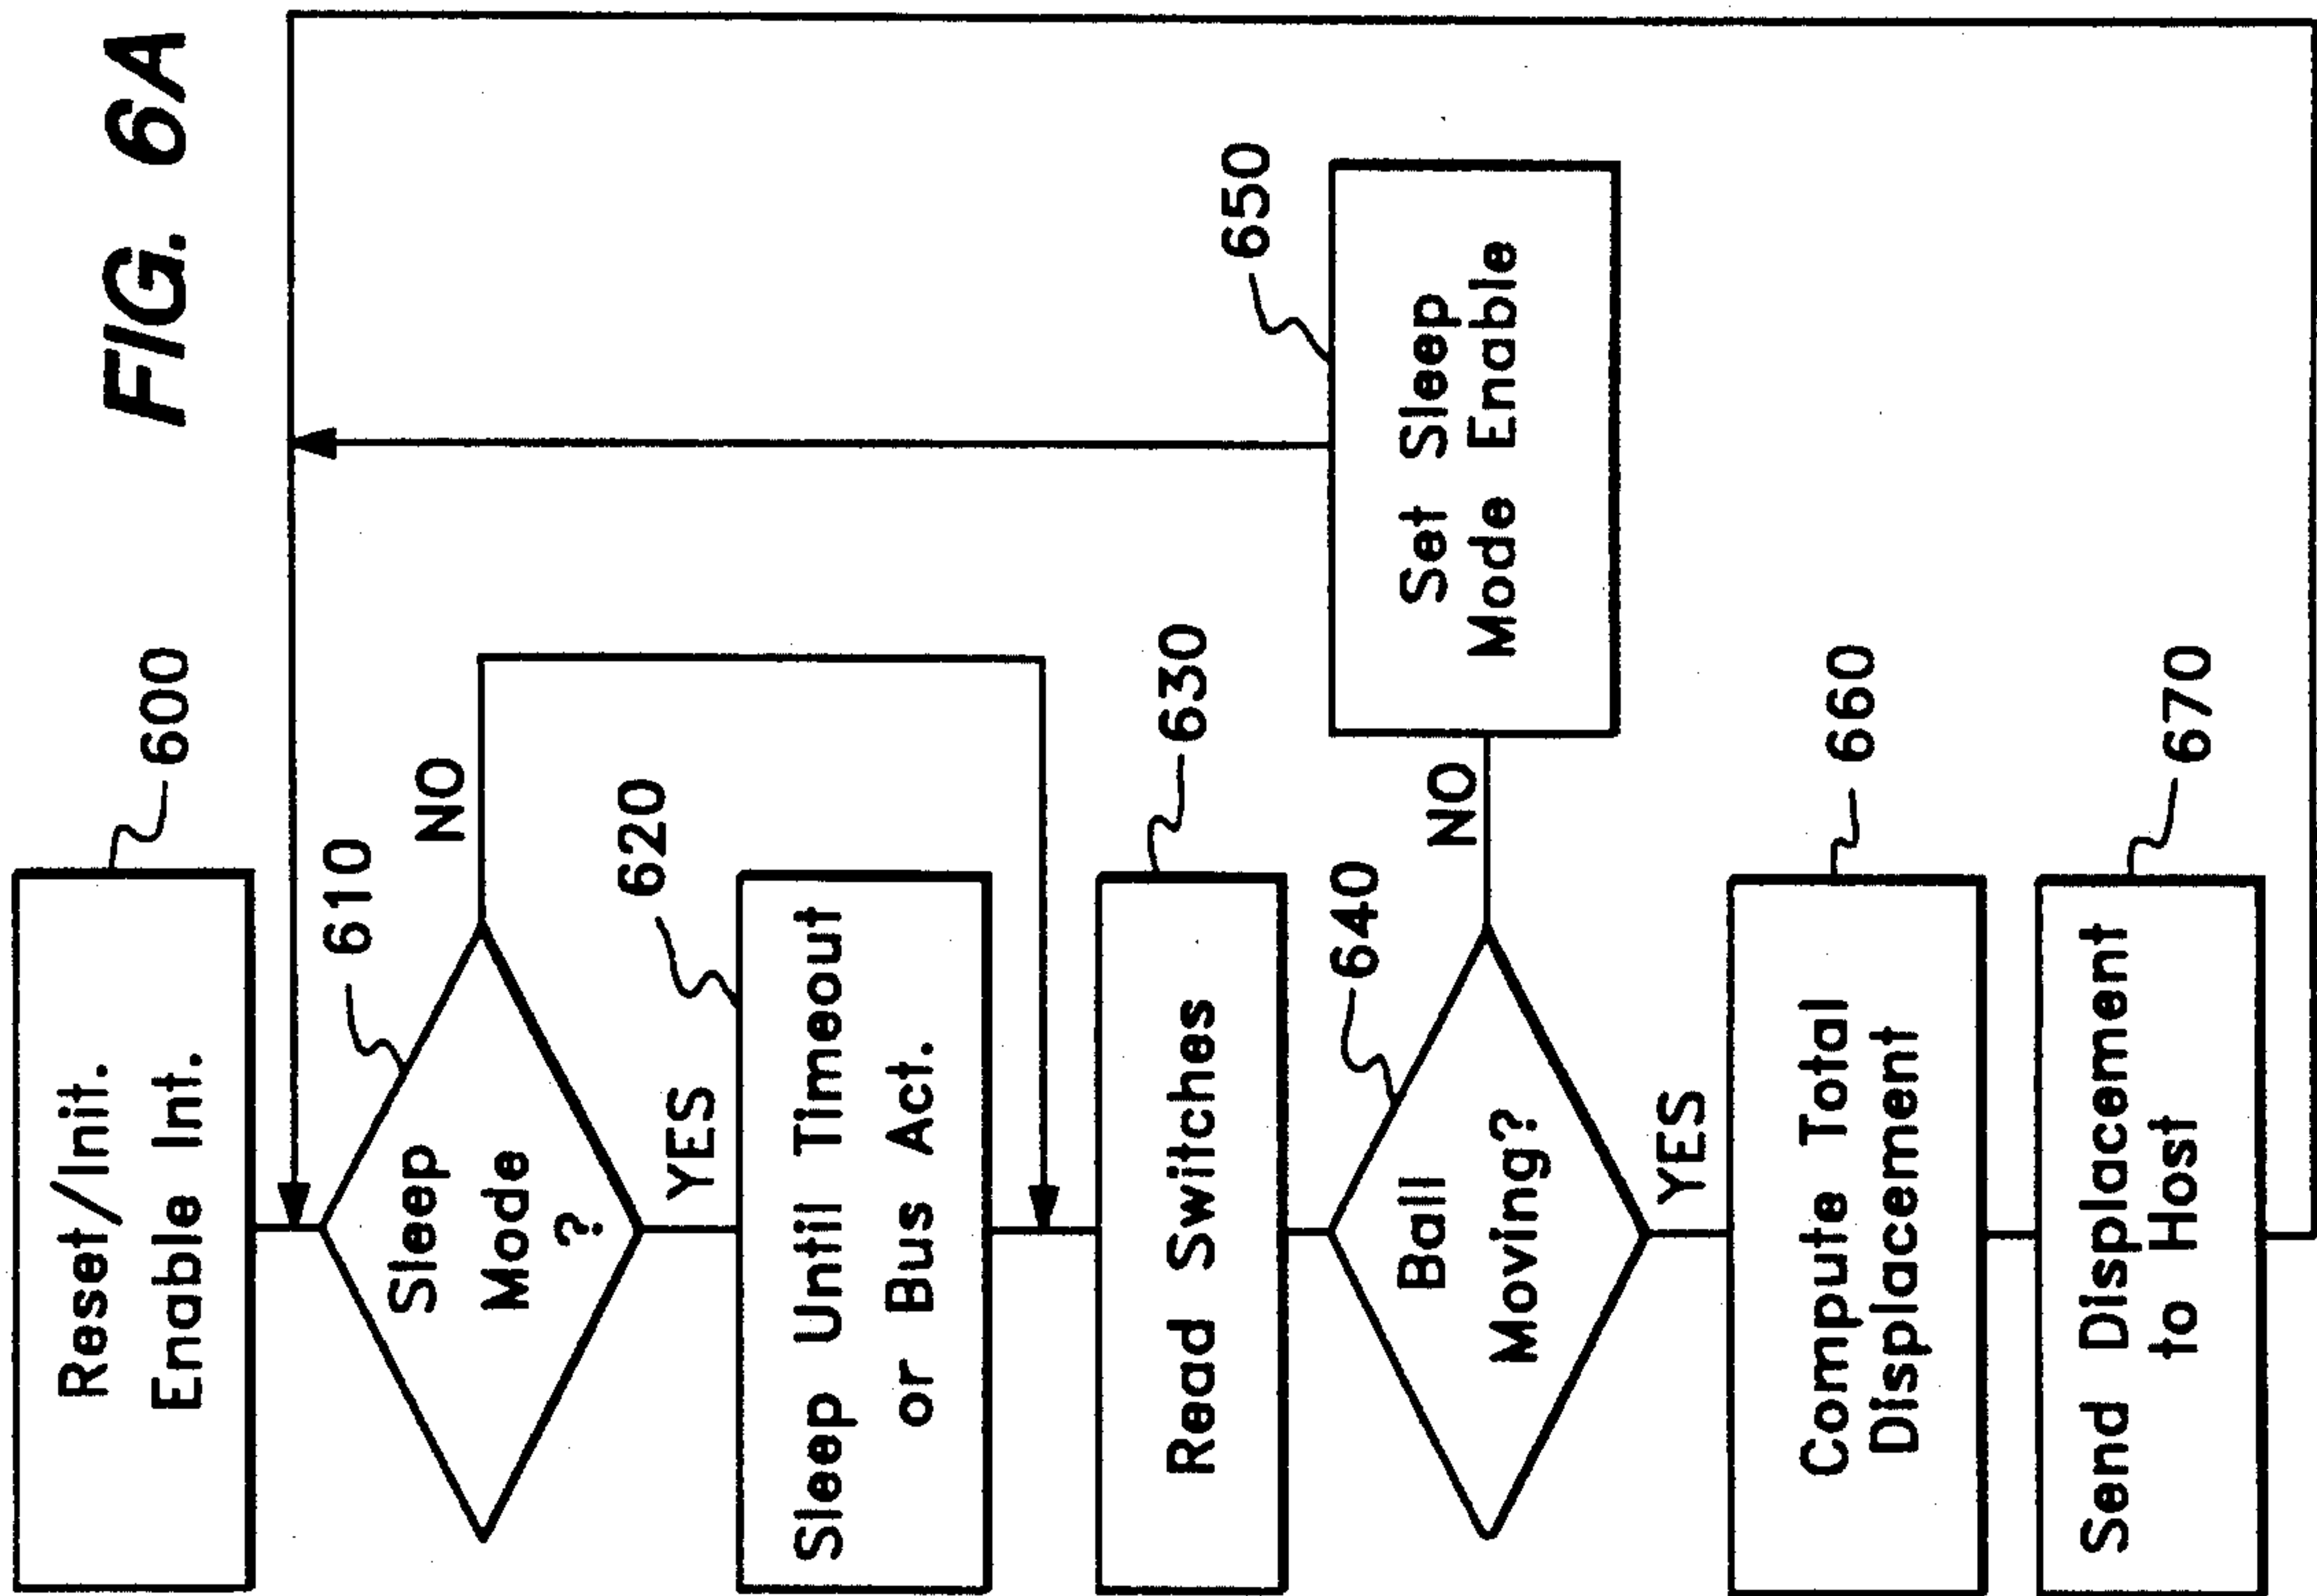 FIG. 6A
Reset/Init.
Enable Int.
600
Sleep
Mode
?
610
NO
YES
Sleep Until Timeout
or Bus Act.
620
Read Switches
630
Ball
Moving?
640
NO
Set Sleep
Mode Enable
650
YES
Compute Total
Displacement
660
Send Displacement
to Host
670